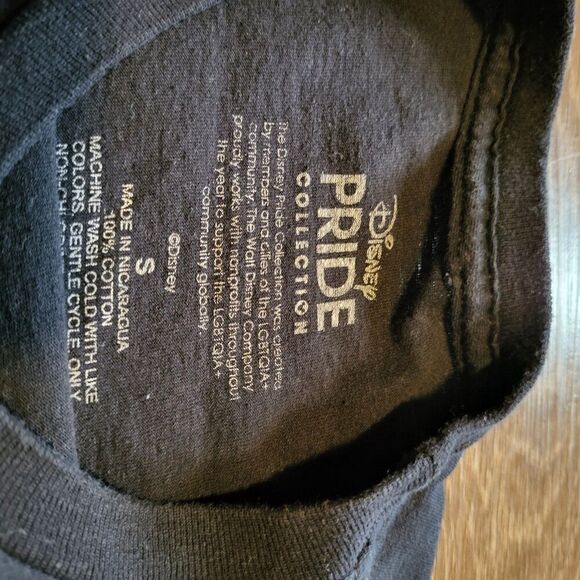 Disney
PRIDE
COLLECTION
The Disney Pride Collection was created
by members and allies of the LGBTQIA+
community. The Walt Disney Company
proudly works with nonprofits throughout
the year to support the LGBTQIA+
community globally.
©Disney
S
MADE IN NICARAGUA
100% COTTON
MACHINE WASH COLD WITH LIKE
COLORS, GENTLE CYCLE. ONLY